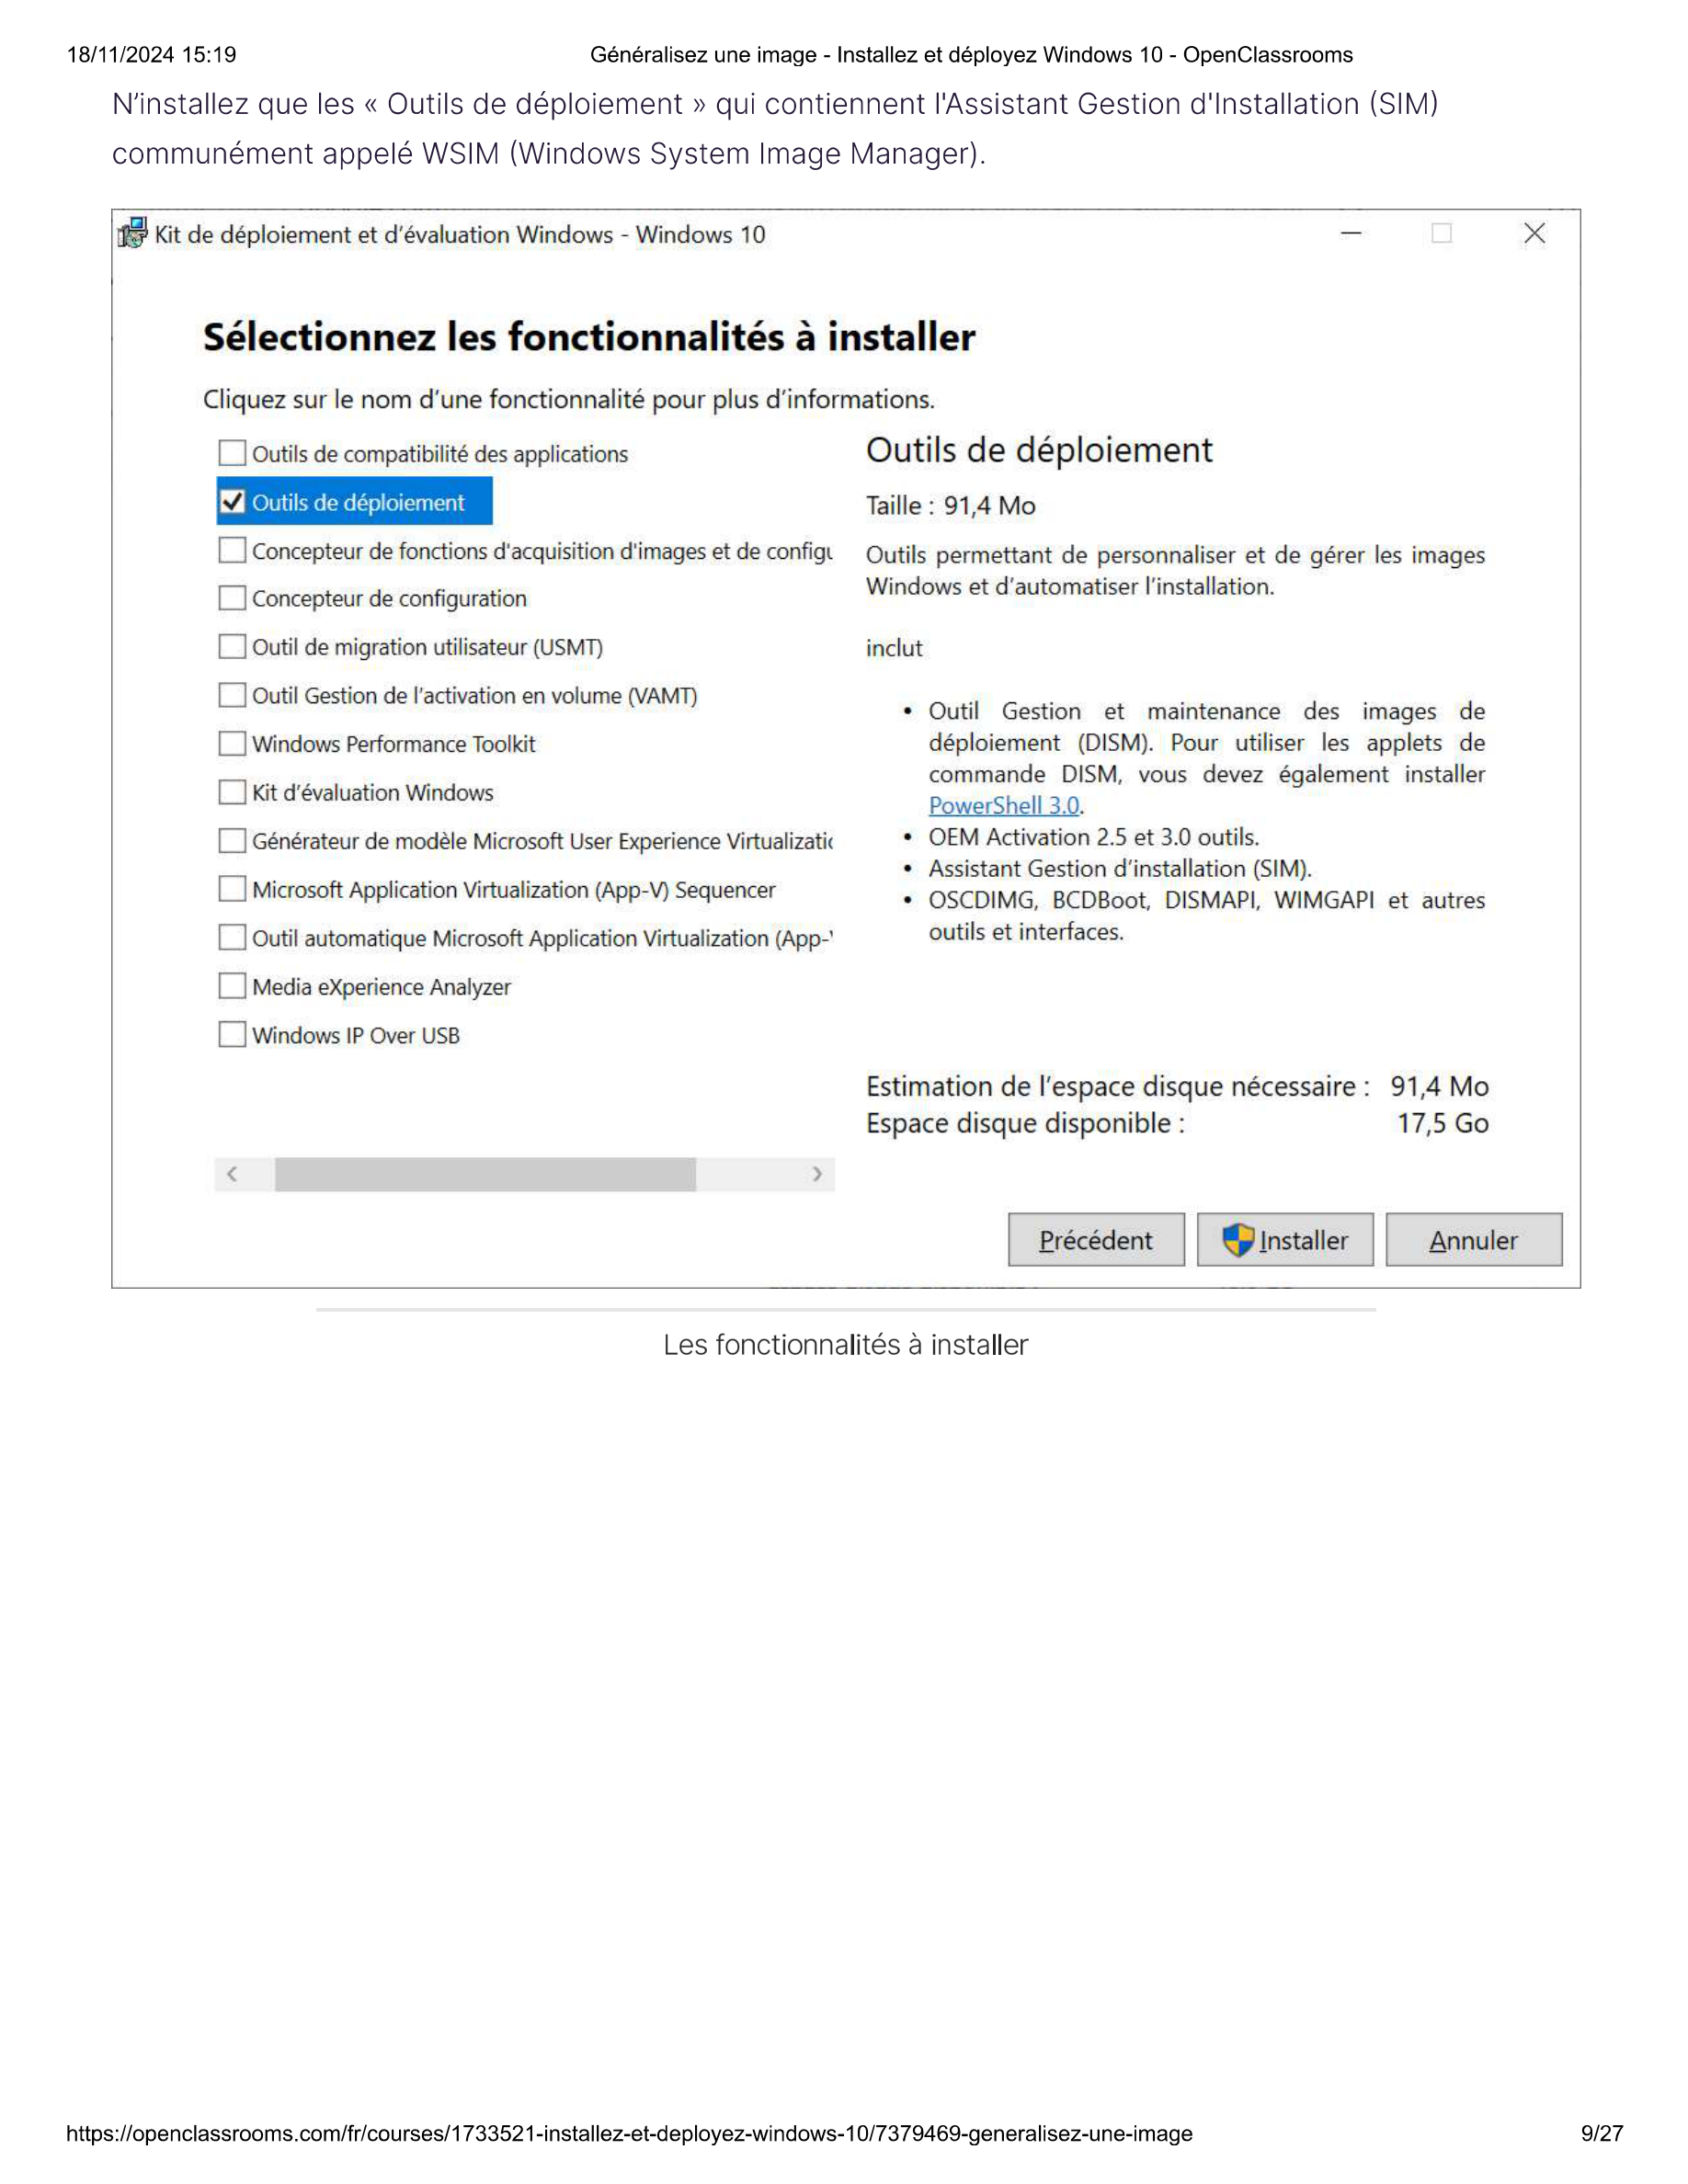 18/11/2024 15:19
Généralisez une image - Installez et déployez Windows 10 - OpenClassrooms
N’installez que les « Outils de déploiement » qui contiennent l'Assistant Gestion d'Installation (SIM)
communément appelé WSIM (Windows System Image Manager).
Kit de déploiement et d’évaluation Windows - Windows 10
Sélectionnez les fonctionnalités à installer
Cliquez sur le nom d’une fonctionnalité pour plus d’informations.
Outils de compatibilité des applications
Outils de déploiement
Concepteur de fonctions d'acquisition d'images et de configu
Concepteur de configuration
Outil de migration utilisateur (USMT)
Outil Gestion de l’activation en volume (VAMT)
Windows Performance Toolkit
Kit d’évaluation Windows
Générateur de modèle Microsoft User Experience Virtualizatic
Microsoft Application Virtualization (App-V) Sequencer
Outil automatique Microsoft Application Virtualization (App-V
Media eXperience Analyzer
Windows IP Over USB
Outils de déploiement
Taille : 91,4 Mo
Outils permettant de personnaliser et de gérer les images
Windows et d’automatiser l’installation.
inclut
• Outil Gestion et maintenance des images de
déploiement (DISM). Pour utiliser les applets de
commande DISM, vous devez également installer
PowerShell 3.0.
• OEM Activation 2.5 et 3.0 outils.
• Assistant Gestion d’installation (SIM).
• OSCDIMG, BCDBoot, DISMAPI, WIMGAPI et autres
outils et interfaces.
Estimation de l’espace disque nécessaire : 91,4 Mo
Espace disque disponible : 17,5 Go
Précédent
Installer
Annuler
Les fonctionnalités à installer
https://openclassrooms.com/fr/courses/1733521-installez-et-deployez-windows-10/7379469-generalisez-une-image
9/27